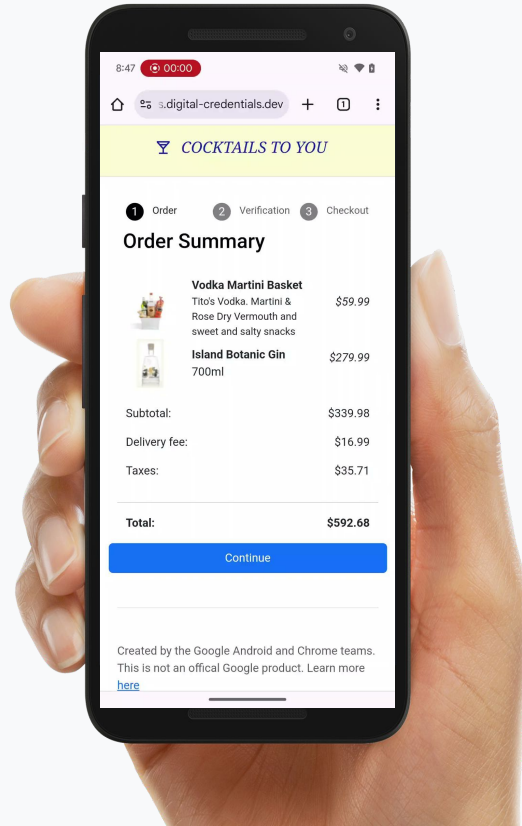 8:47 00:00
s.digital-credentials.dev 1
COCKTAILS TO YOU
1 Order 2 Verification 3 Checkout
Order Summary
Vodka Martini Basket
Tito's Vodka. Martini & $59.99
Rose Dry Vermouth and
sweet and salty snacks
Island Botanic Gin $279.99
700ml
Subtotal: $339.98
Delivery fee: $16.99
Taxes: $35.71
Total: $592.68
Continue
Created by the Google Android and Chrome teams.
This is not an offical Google product. Learn more
here